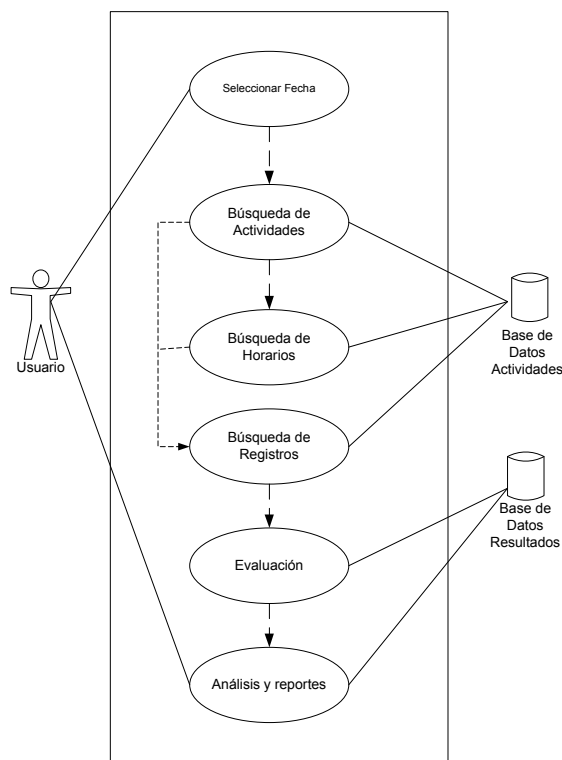 Seleccionar Fecha
Búsqueda de
Actividades
Búsqueda de
Horarios
Usuario
Base de
Datos
Actividades
Búsqueda de
Registros
Base de
Datos
Resultados
Evaluación
Análisis y reportes